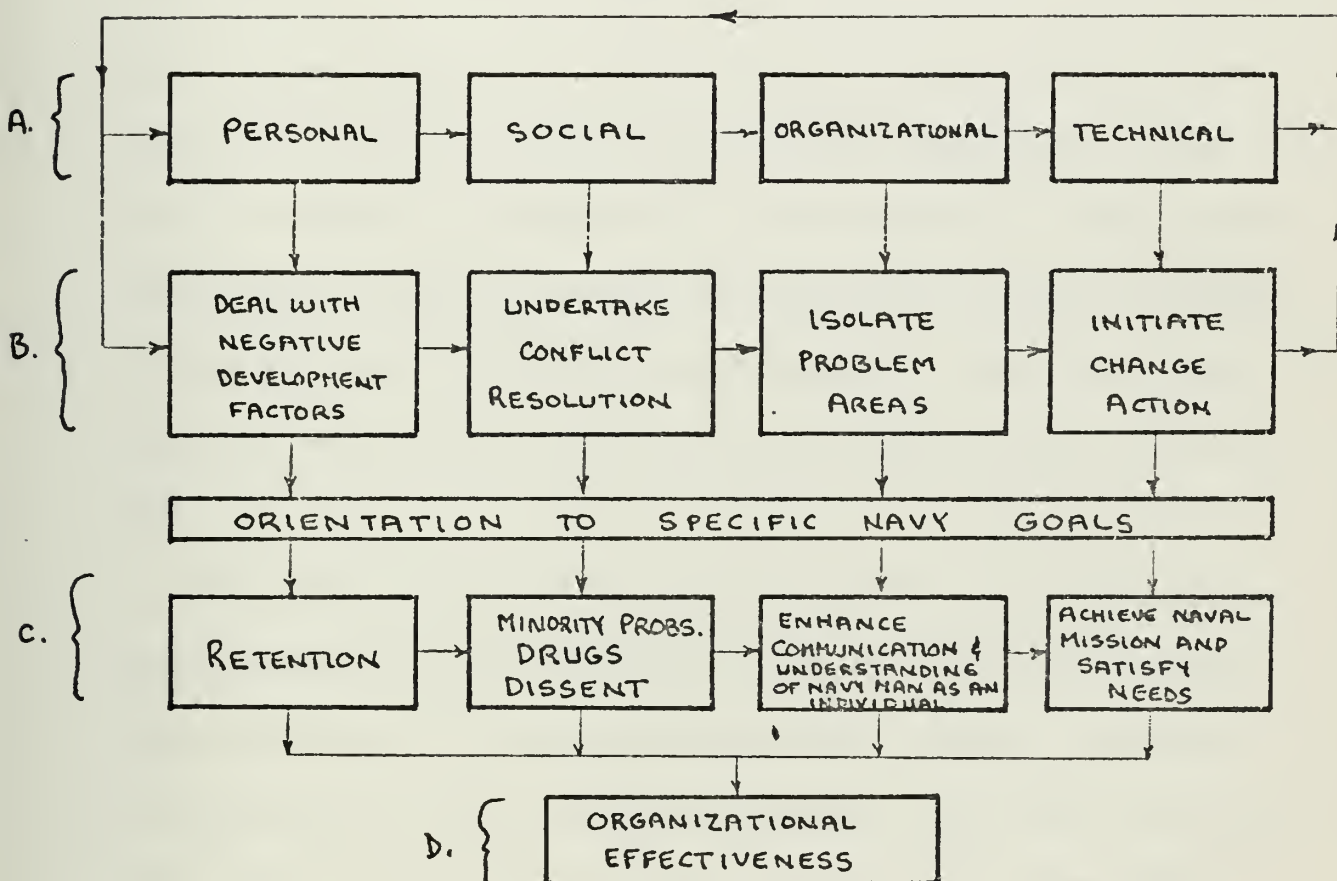 A.
PERSONAL
SOCIAL
ORGANIZATIONAL
TECHNICAL
B.
DEAL WITH
NEGATIVE
DEVELOPMENT
FACTORS
UNDERTAKE
CONFLICT
RESOLUTION
ISOLATE
PROBLEM
AREAS
INITIATE
CHANGE
ACTION
ORIENTATION TO SPECIFIC NAVY GOALS
C.
RETENTION
MINORITY PROBS.
DRUGS
DISSENT
ENHANCE
COMMUNICATION &
UNDERSTANDING
OF NAVY MAN AS AN
INDIVIDUAL
ACHIEVE NAVAL
MISSION AND
SATISFY
NEEDS
D.
ORGANIZATIONAL
EFFECTIVENESS